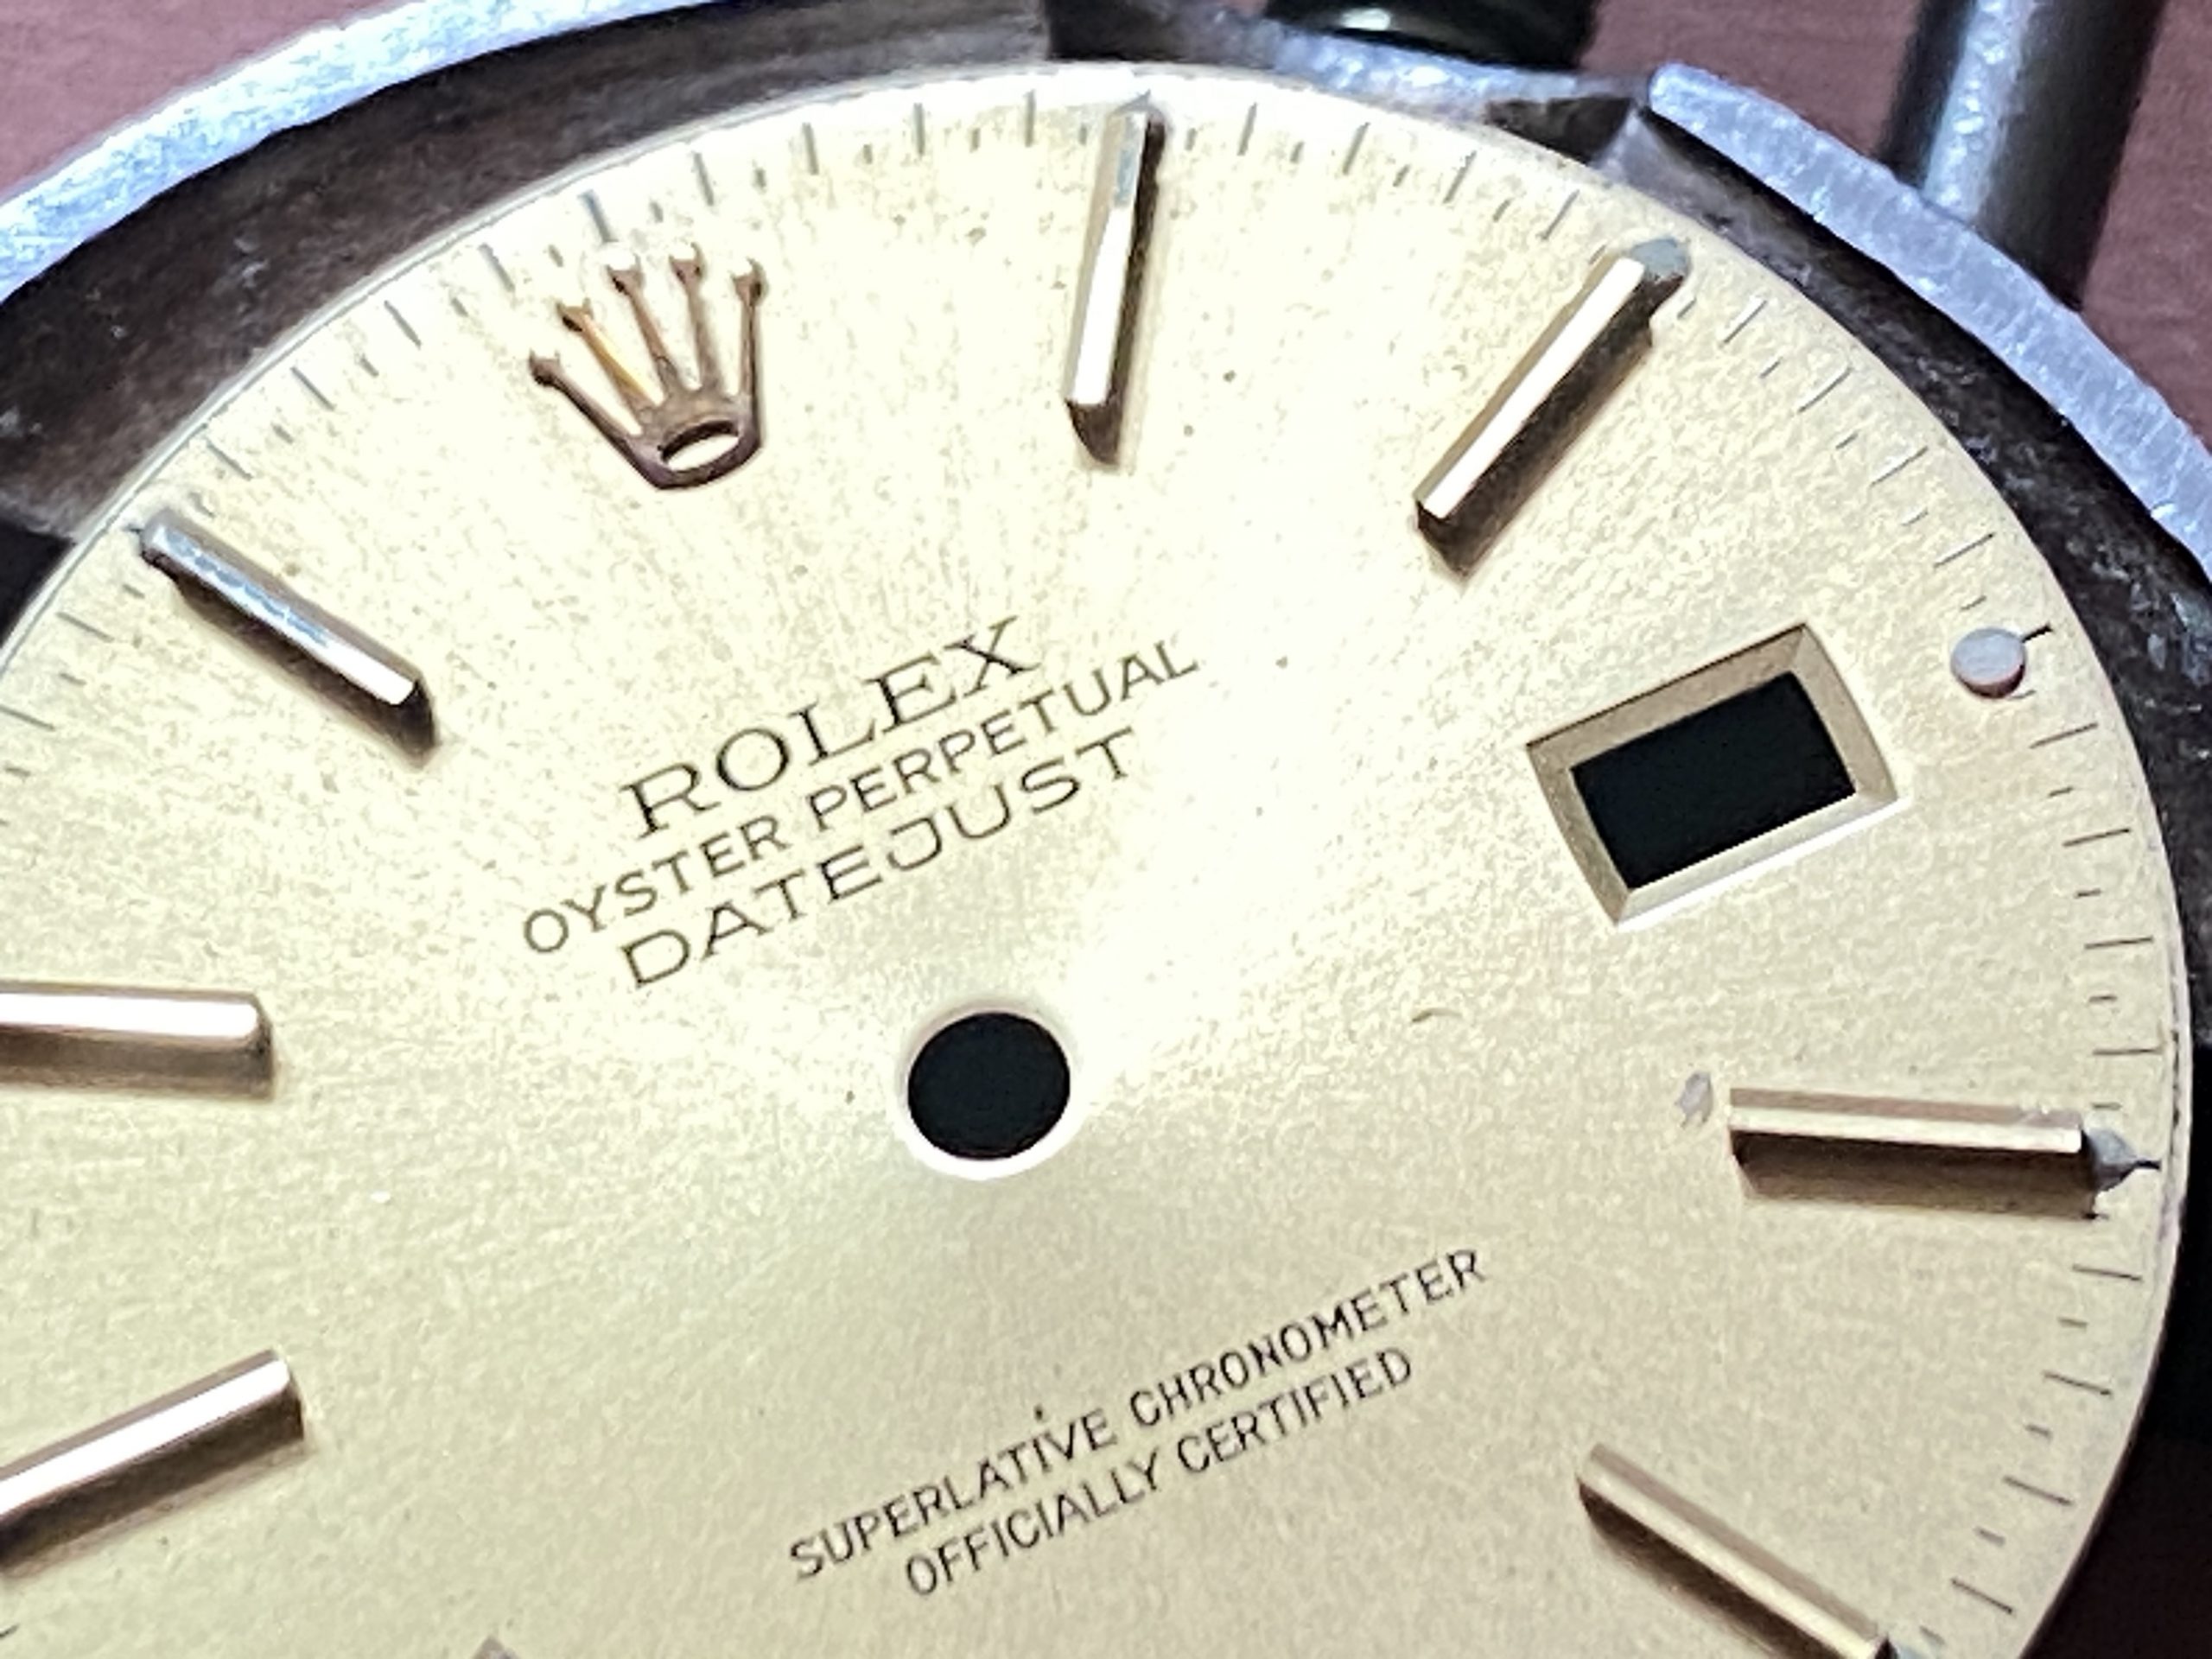 ROLEX
OYSTER PERPETUAL
DATEJUST
SUPERLATIVE CHRONOMETER
OFFICIALLY CERTIFIED